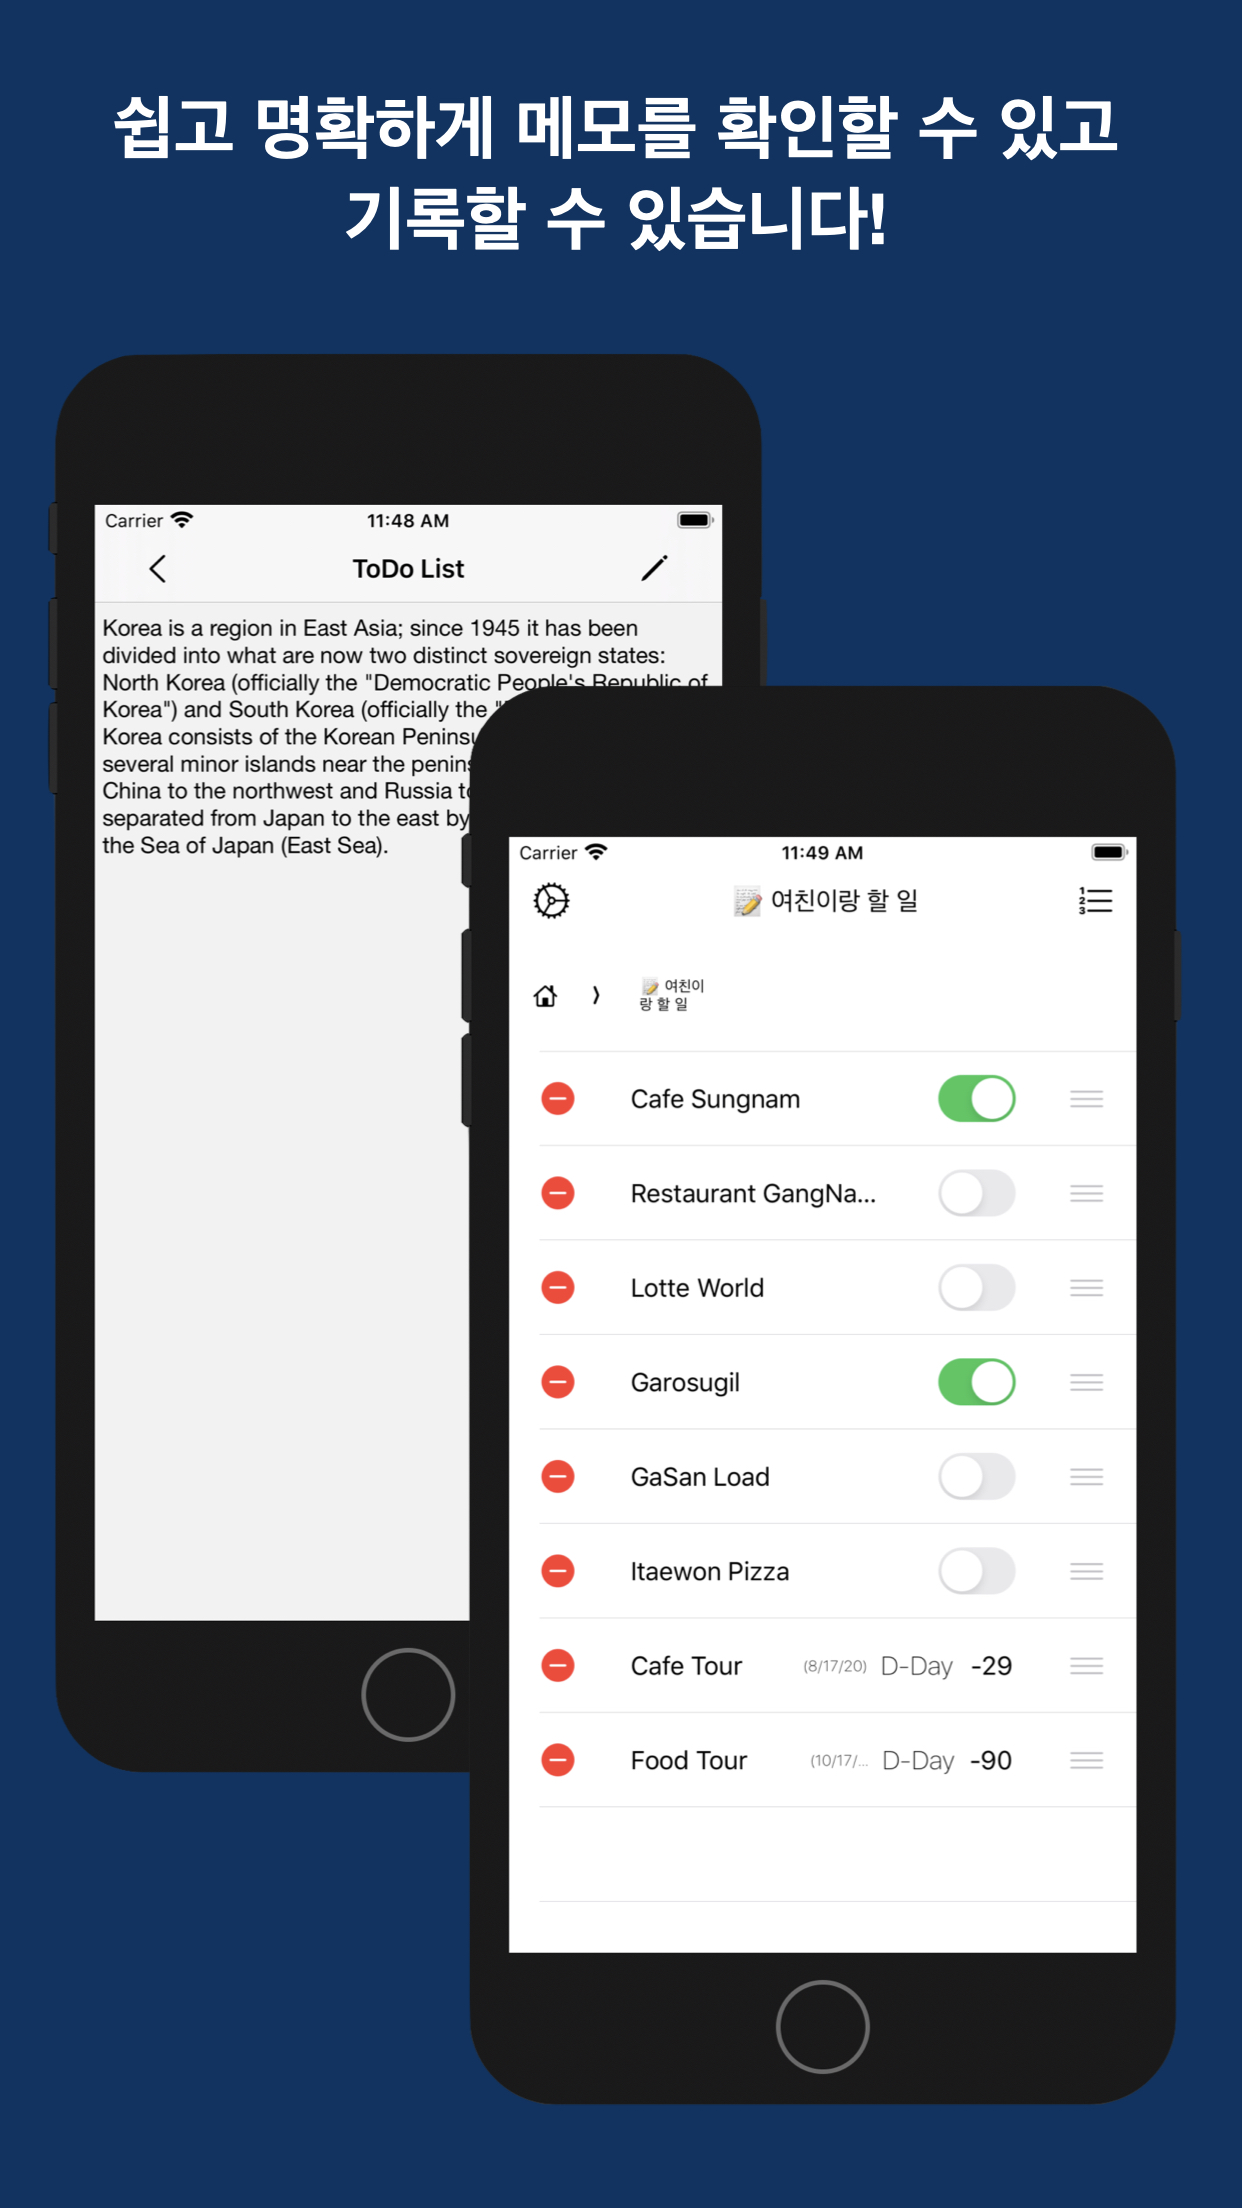 쉽고 명확하게 메모를 확인할 수 있고
기록할 수 있습니다!
Carrier 11:48 AM
ToDo List
Korea is a region in East Asia; since 1945 it has been
divided into what are now two distinct sovereign states:
North Korea (officially the "Democratic People's Republic of
Korea") and South Korea (officially the "
Korea consists of the Korean
several minor islands near the
China to the northwest and Russia
separated from Japan to the east by
the Sea of Japan (East Sea).
Carrier 11:49 AM
📝 여친이랑 할 일
📝 여친이
랑 할 일
Cafe Sungnam
Restaurant GangNa...
Lotte World
Garosugil
GaSan Load
Itaewon Pizza
Cafe Tour (8/17/20) D-Day -29
Food Tour (10/17/... D-Day -90